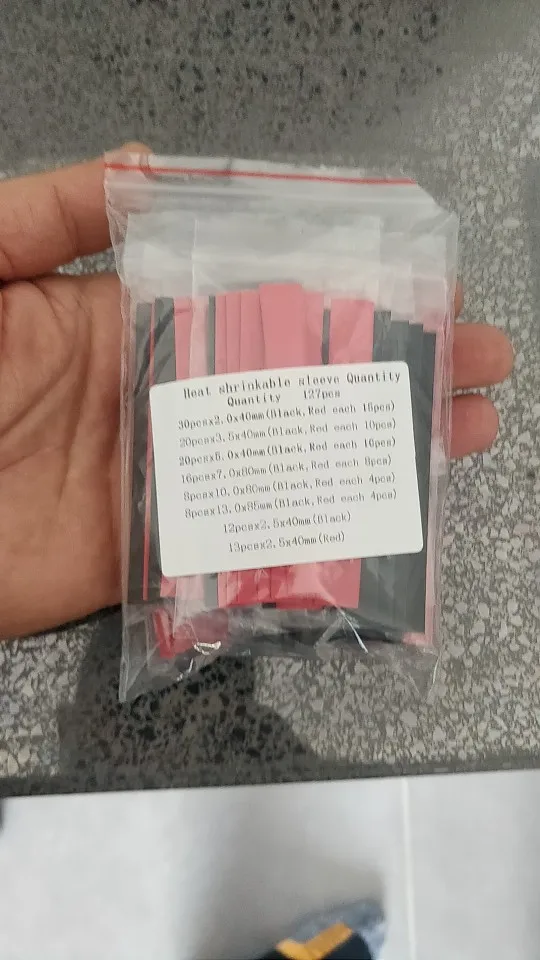 Heat shrinkable sleeve Quantity
Quantity 127pcs
30pcsx2.0x40mm(Black,Red each 15pcs)
20pcsx3.5x40mm(Black,Red each 10pcs)
20pcsx5.0x40mm(Black,Red each 10pcs)
16pcsx7.0x80mm(Black,Red each 8pcs)
8pcsx10.0x80mm(Black,Red each 4pcs)
8pcsx13.0x85mm(Black,Red each 4pcs)
12pcsx2.5x40mm(Black)
13pcsx2.5x40mm(Red)